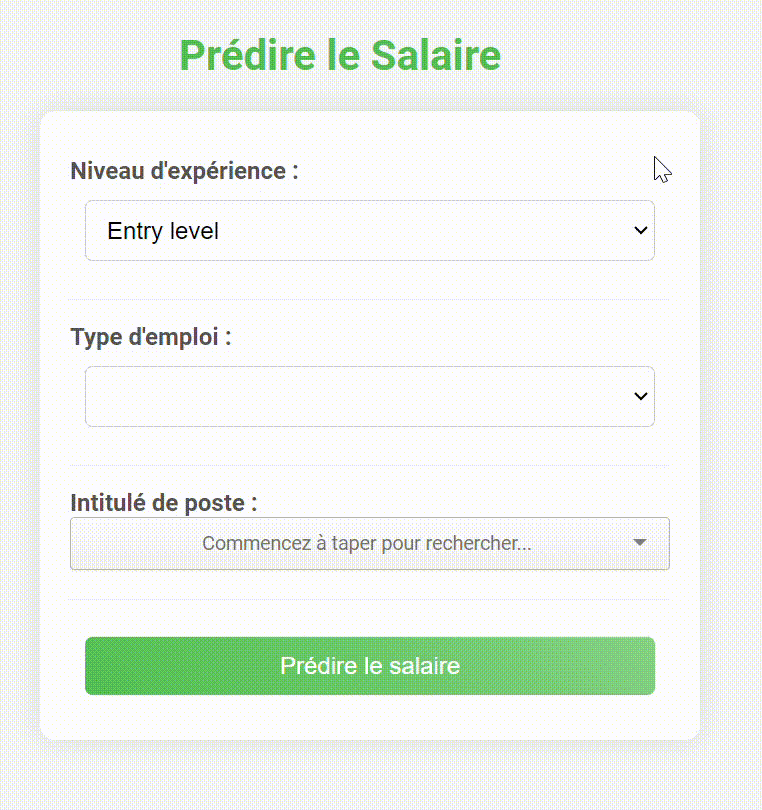 Prédire le Salaire
Niveau d'expérience :
Entry level
Type d'emploi :
Intitulé de poste :
Commencez à taper pour rechercher...
Prédire le salaire